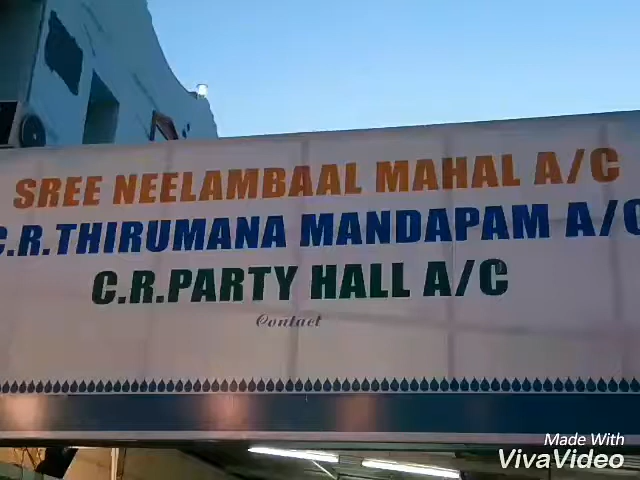 SREE NEELAMBAAL MAHAL A/C
C.R.THIRUMANA MANDAPAM A/C
C.R.PARTY HALL A/C
Contact
Made With
VivaVideo